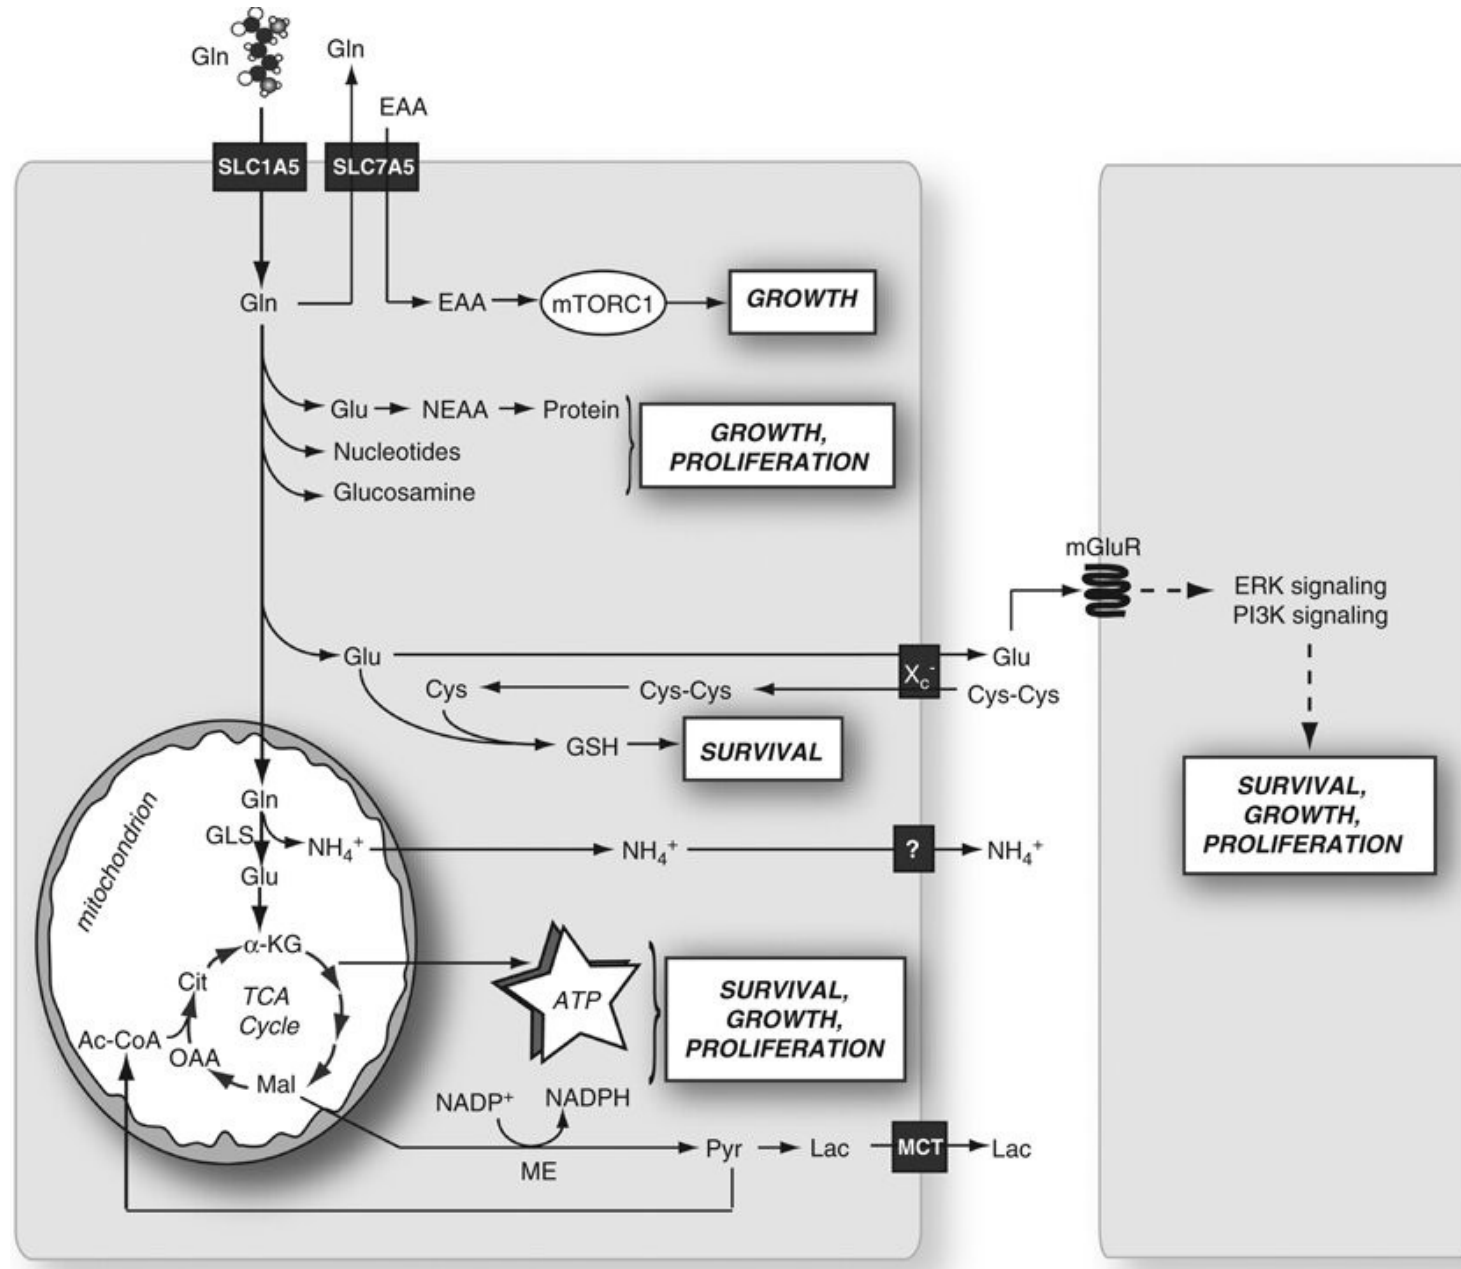 Gln
Gln
EAA
SLC1A5
SLC7A5
Gln
EAA
mTORC1
GROWTH
Glu
NEAA
Protein
Nucleotides
Glucosamine
GROWTH,
PROLIFERATION
mGluR
ERK signaling
PI3K signaling
Glu
Xc-
Glu
Cys
Cys-Cys
Cys-Cys
GSH
SURVIVAL
SURVIVAL,
GROWTH,
PROLIFERATION
mitochondrion
Gln
GLS
NH4+
NH4+
?
NH4+
Glu
α-KG
Cit
TCA
Cycle
Ac-CoA
OAA
Mal
ATP
SURVIVAL,
GROWTH,
PROLIFERATION
NADP+
NADPH
ME
Pyr
Lac
MCT
Lac